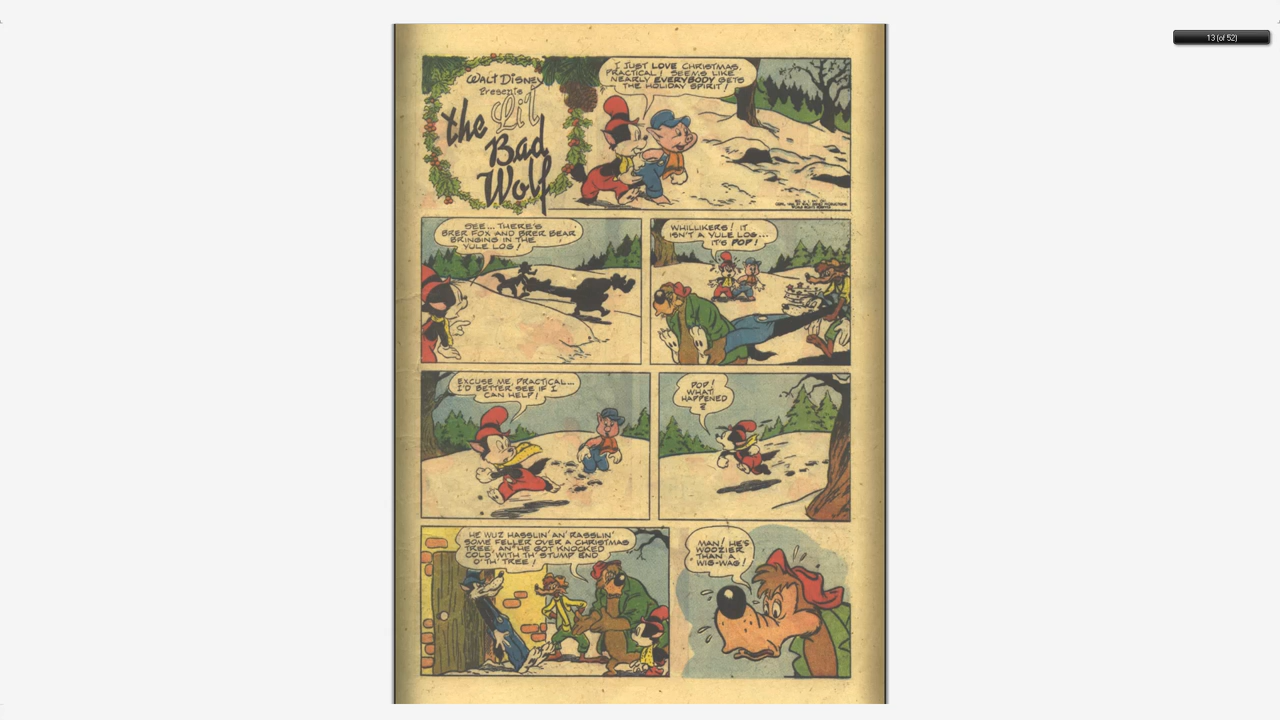 13 (of 52)
WALT DISNEY
Presents
the Li'l
Bad
Wolf
I JUST LOVE CHRISTMAS,
PRACTICAL! SEEMS LIKE
NEARLY EVERYBODY GETS
THE HOLIDAY SPIRIT!
SEE... THERE'S
BRER FOX AND BRER BEAR
BRINGING IN THE
YULE LOG!
WHILLIKERS! IT
ISN'T A YULE LOG...
IT'S POP!
EXCUSE ME, PRACTICAL...
I'D BETTER SEE IF I
CAN HELP!
POP!
WHAT
HAPPENED
?
HE WUZ HASSLIN' AN' RASSLIN'
SOME FELLER OVER A CHRISTMAS
TREE, AN' HE GOT KNOCKED
COLD WITH TH' STUMP END
O' TH' TREE!
MAN! HE'S
WOOZIER
THAN A
WIG-WAG!